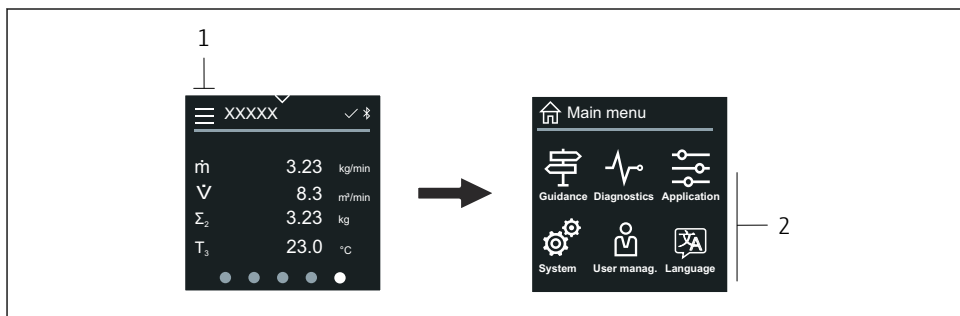 1
XXXXX
ṁ 3.23 kg/min
V̇ 8.3 m³/min
Σ₂ 3.23 kg
T₃ 23.0 °C
Main menu
Guidance Diagnostics Application
System User manag. Language
2